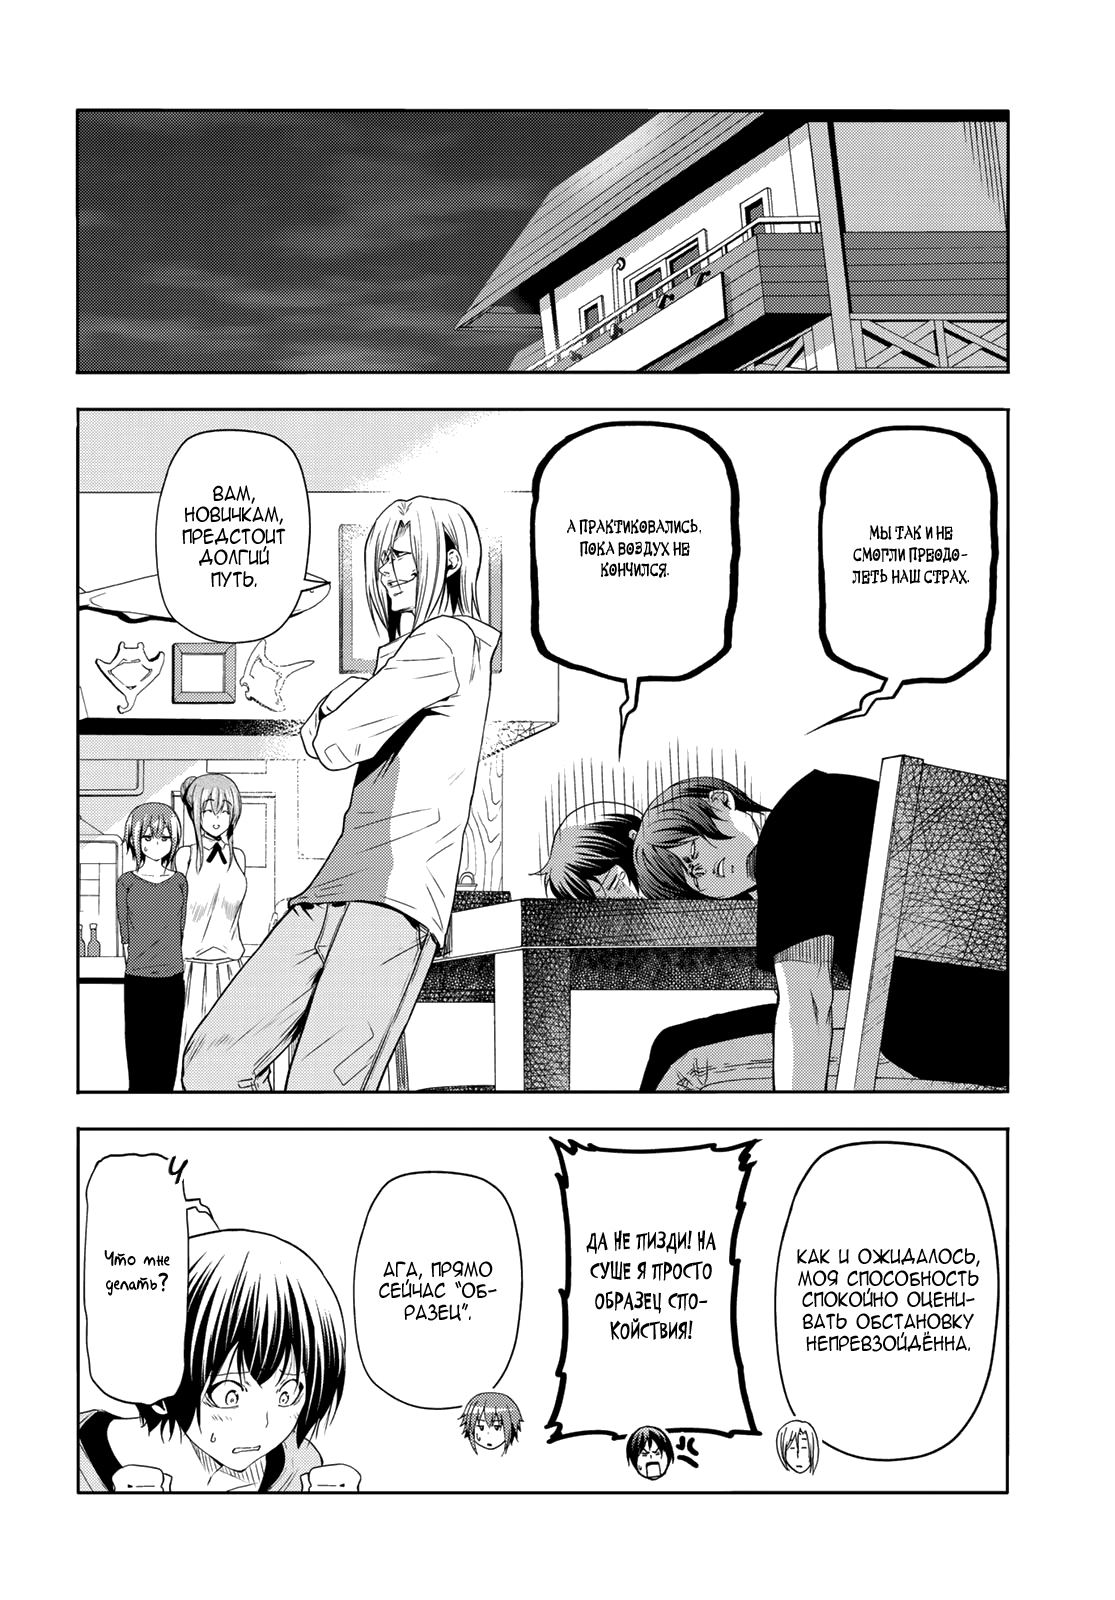 МЫ ТАК И НЕ
СМОГЛИ ПРЕОДО-
ЛЕТЬ НАШ СТРАХ.
А ПРАКТИКОВАЛИСЬ,
ПОКА ВОЗДУХ НЕ
КОНЧИЛСЯ.
ВАМ,
НОВИЧКАМ,
ПРЕДСТОИТ
ДОЛГИЙ
ПУТЬ.
КАК И ОЖИДАЛОСЬ,
МОЯ СПОСОБНОСТЬ
СПОКОЙНО ОЦЕНИ-
ВАТЬ ОБСТАНОВКУ
НЕПРЕВЗОЙДЁННА.
ДА НЕ ПИЗДИ! НА
СУШЕ Я ПРОСТО
ОБРАЗЕЦ СПО-
КОЙСТВИЯ!
АГА, ПРЯМО
СЕЙЧАС "ОБ-
РАЗЕЦ".
Что мне
делать?